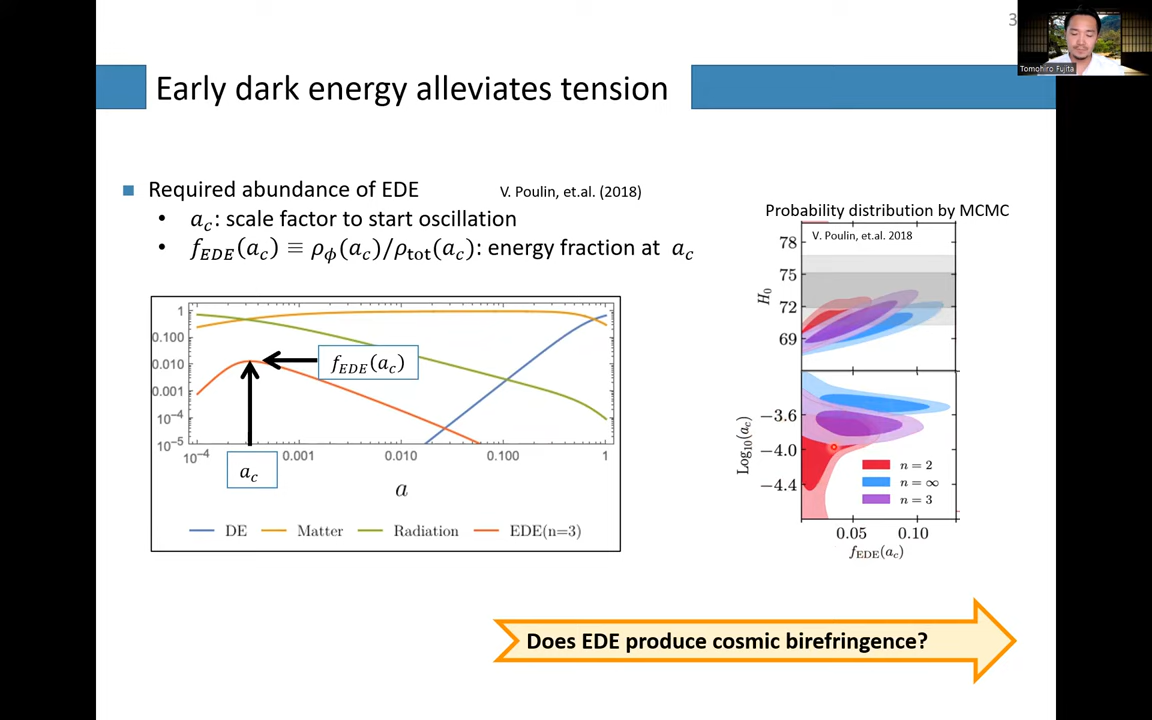 3
Tomohiro Fujita
Early dark energy alleviates tension
Required abundance of EDE
V. Poulin, et.al. (2018)
• a_c: scale factor to start oscillation
• f_EDE(a_c) ≡ ρ_ϕ(a_c)/ρ_tot(a_c): energy fraction at a_c
1
0.100
0.010
0.001
10⁻⁴
10⁻⁵
f_EDE(a_c)
10⁻⁴ 0.001 0.010 0.100 1
a_c
a
DE Matter Radiation EDE(n=3)
Probability distribution by MCMC
V. Poulin, et.al. 2018
78
75
72
69
H₀
−3.6
−4.0
−4.4
Log₁₀(a_c)
n = 2
n = ∞
n = 3
0.05 0.10
f_EDE(a_c)
Does EDE produce cosmic birefringence?